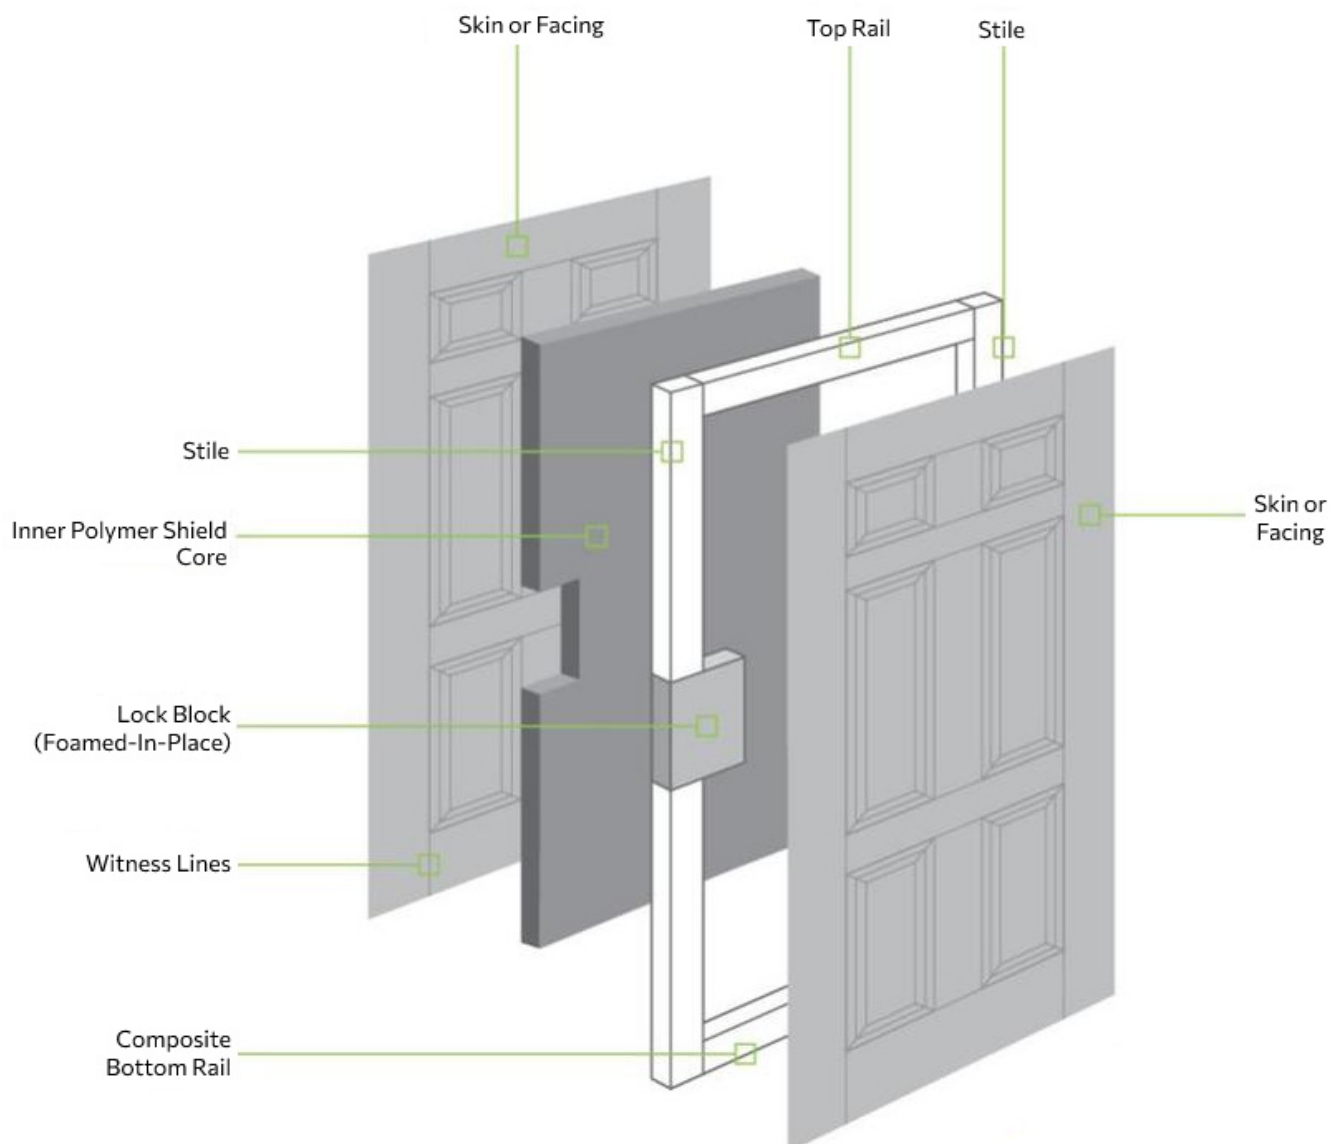 Skin or Facing
Top Rail
Stile
Stile
Inner Polymer Shield
Core
Skin or
Facing
Lock Block
(Foamed-In-Place)
Witness Lines
Composite
Bottom Rail